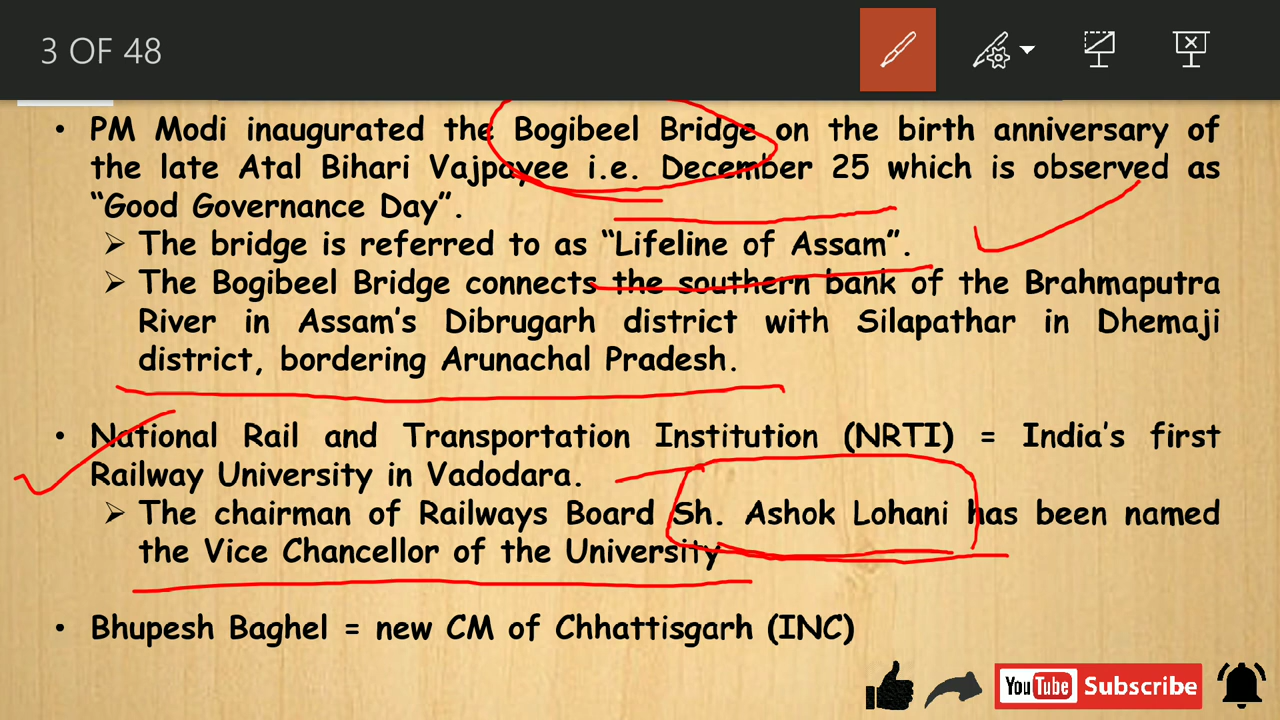 3 OF 48
• PM Modi inaugurated the Bogibeel Bridge on the birth anniversary of
the late Atal Bihari Vajpayee i.e. December 25 which is observed as
“Good Governance Day”.
➢ The bridge is referred to as “Lifeline of Assam”.
➢ The Bogibeel Bridge connects the southern bank of the Brahmaputra
River in Assam’s Dibrugarh district with Silapathar in Dhemaji
district, bordering Arunachal Pradesh.
• National Rail and Transportation Institution (NRTI) = India’s first
Railway University in Vadodara.
➢ The chairman of Railways Board Sh. Ashok Lohani has been named
the Vice Chancellor of the University
• Bhupesh Baghel = new CM of Chhattisgarh (INC)
YouTube Subscribe